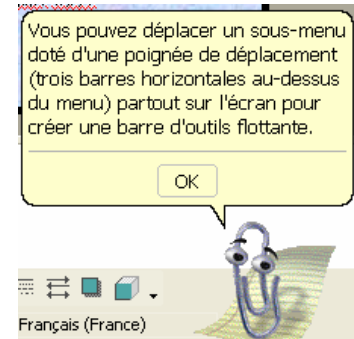 Vous pouvez déplacer un sous-menu
doté d'une poignée de déplacement
(trois barres horizontales au-dessus
du menu) partout sur l'écran pour
créer une barre d'outils flottante.
OK
Français (France)